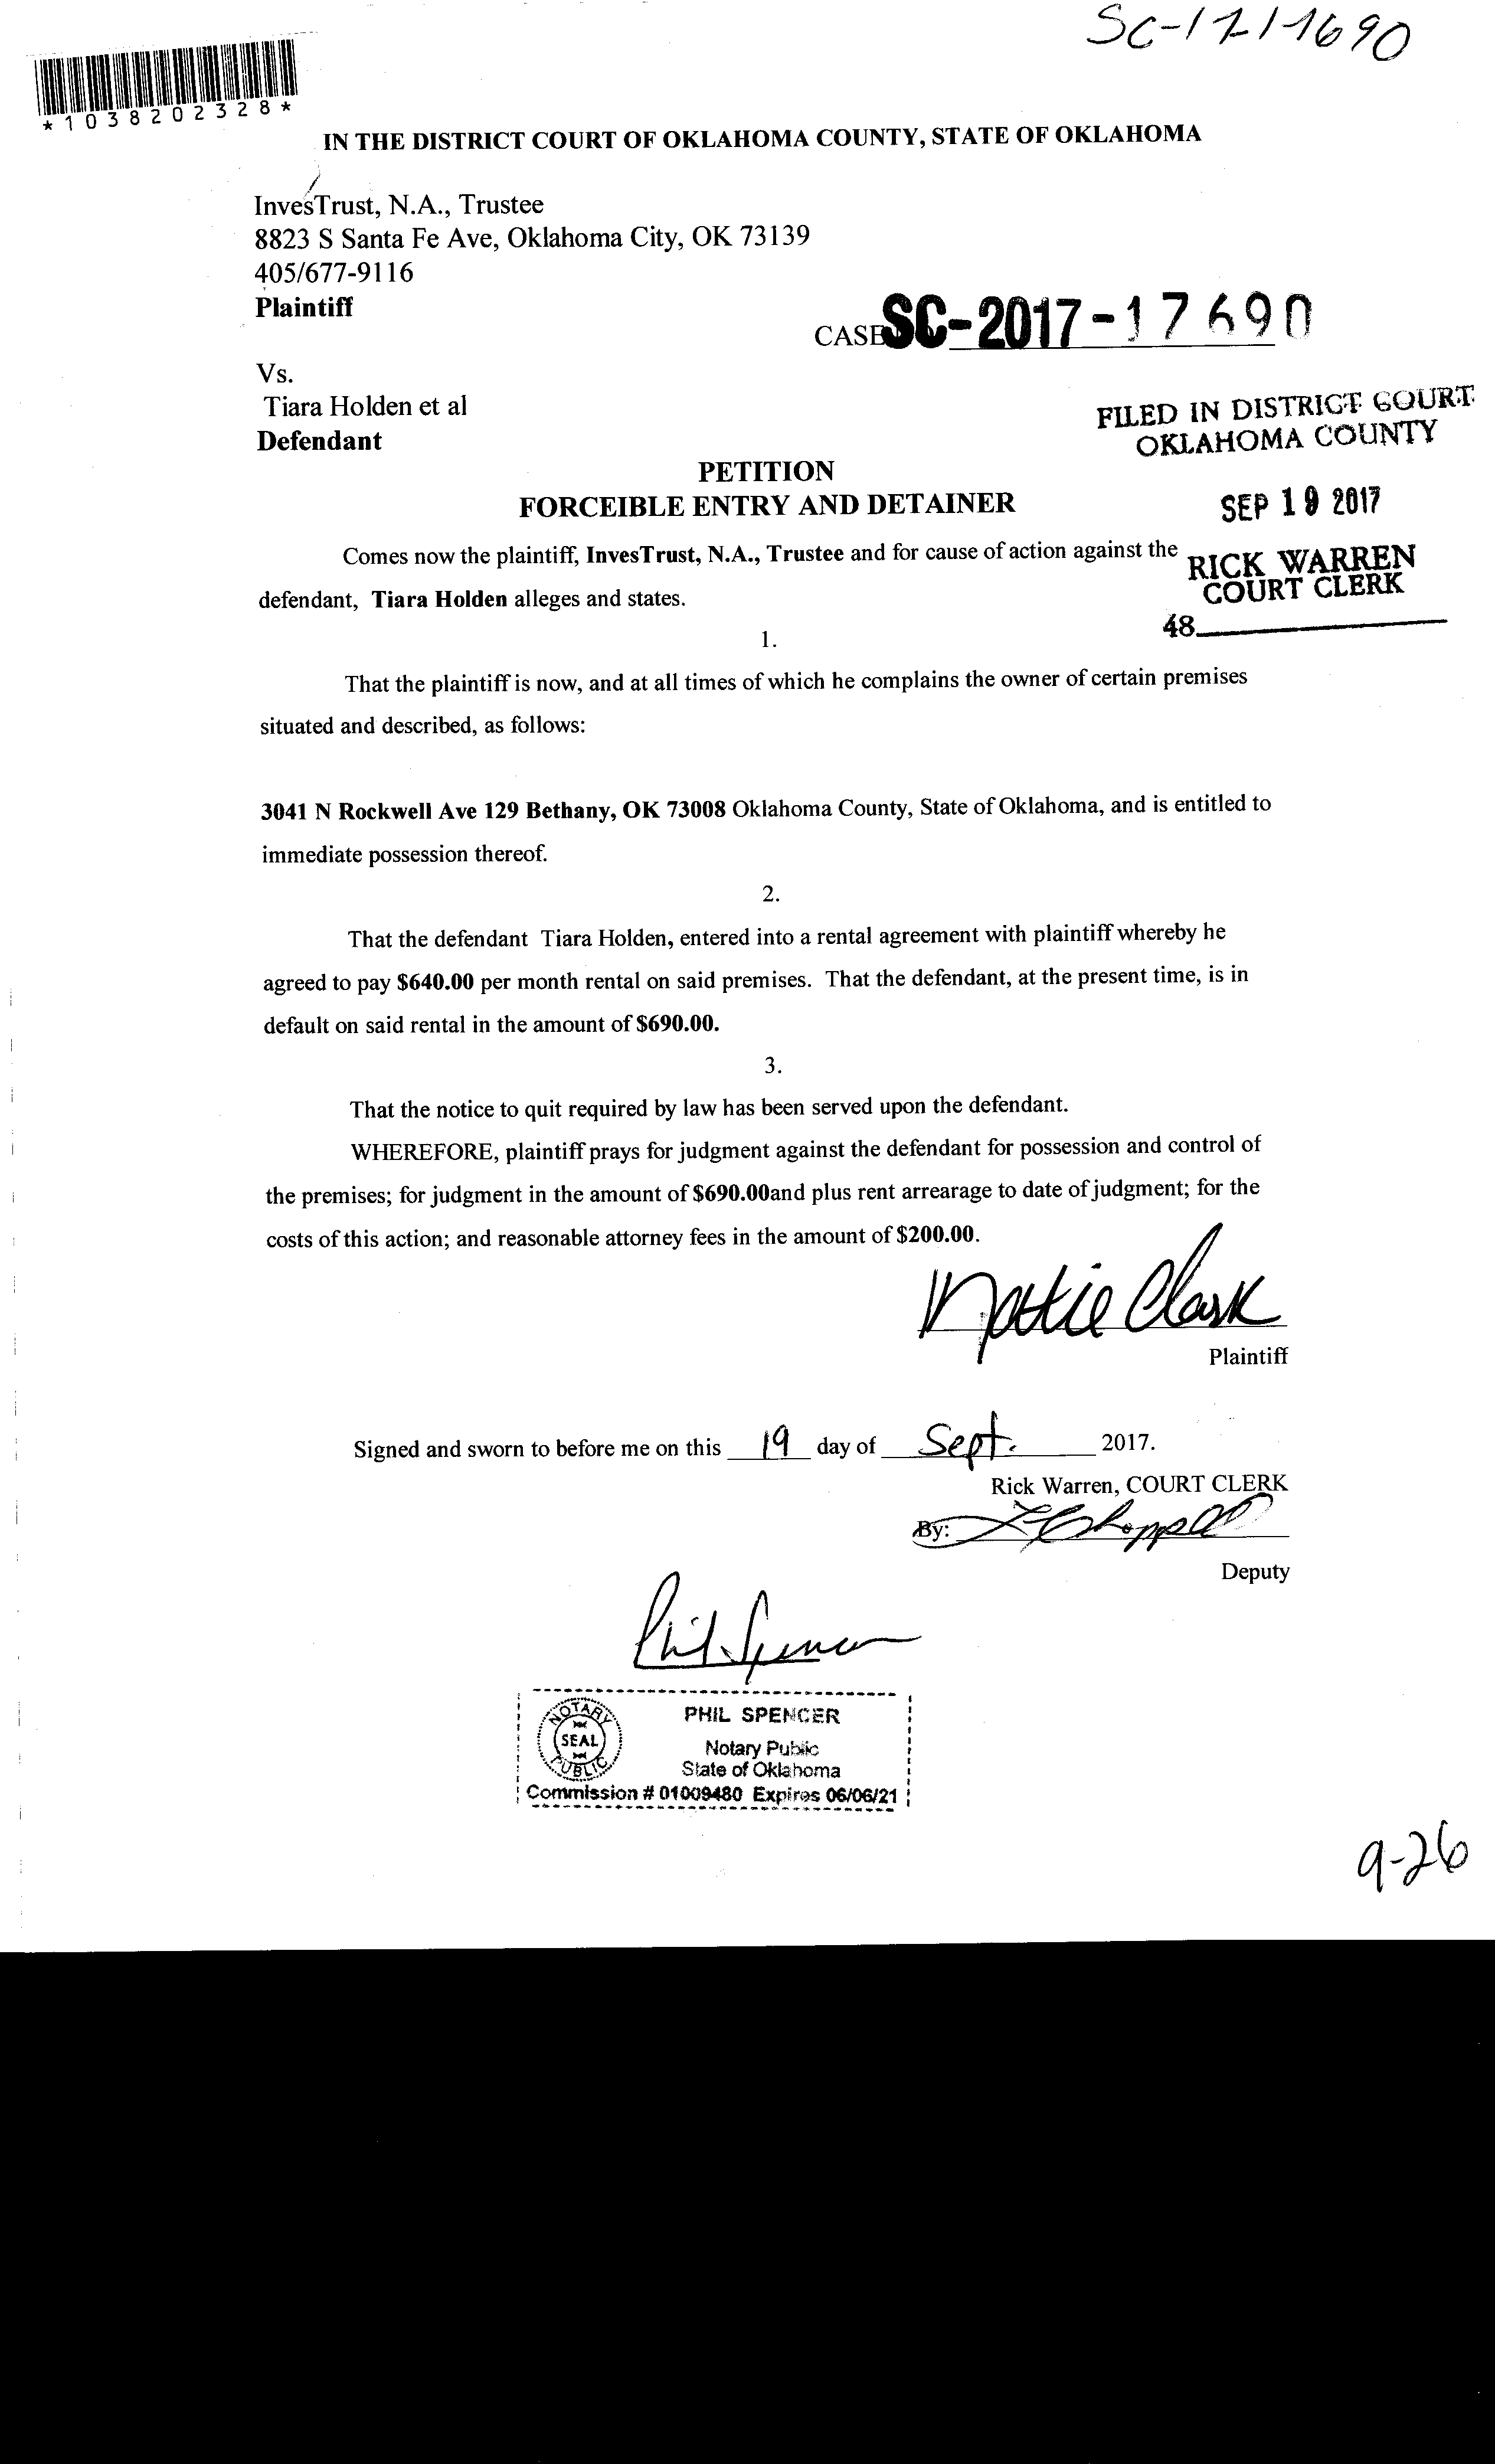 SC-17-17690
*1038202328*
IN THE DISTRICT COURT OF OKLAHOMA COUNTY, STATE OF OKLAHOMA
InvesTrust, N.A., Trustee
8823 S Santa Fe Ave, Oklahoma City, OK 73139
405/677-9116
Plaintiff
CASE SC-2017-17690
Vs.
Tiara Holden et al
Defendant
FILED IN DISTRICT COURT
OKLAHOMA COUNTY
PETITION
FORCEIBLE ENTRY AND DETAINER
SEP 19 2017
RICK WARREN
COURT CLERK
48
Comes now the plaintiff, InvesTrust, N.A., Trustee and for cause of action against the
defendant, Tiara Holden alleges and states.
1.
That the plaintiff is now, and at all times of which he complains the owner of certain premises
situated and described, as follows:
3041 N Rockwell Ave 129 Bethany, OK 73008 Oklahoma County, State of Oklahoma, and is entitled to
immediate possession thereof.
2.
That the defendant Tiara Holden, entered into a rental agreement with plaintiff whereby he
agreed to pay $640.00 per month rental on said premises. That the defendant, at the present time, is in
default on said rental in the amount of $690.00.
3.
That the notice to quit required by law has been served upon the defendant.
WHEREFORE, plaintiff prays for judgment against the defendant for possession and control of
the premises; for judgment in the amount of $690.00and plus rent arrearage to date of judgment; for the
costs of this action; and reasonable attorney fees in the amount of $200.00.
Mattie Clark
Plaintiff
Signed and sworn to before me on this 19 day of Sept. 2017.
Rick Warren, COURT CLERK
By:
Deputy
Phil Spencer
NOTARY
SEAL
PUBLIC
PHIL SPENCER
Notary Public
State of Oklahoma
Commission # 01009480 Expires 06/06/21
9-26